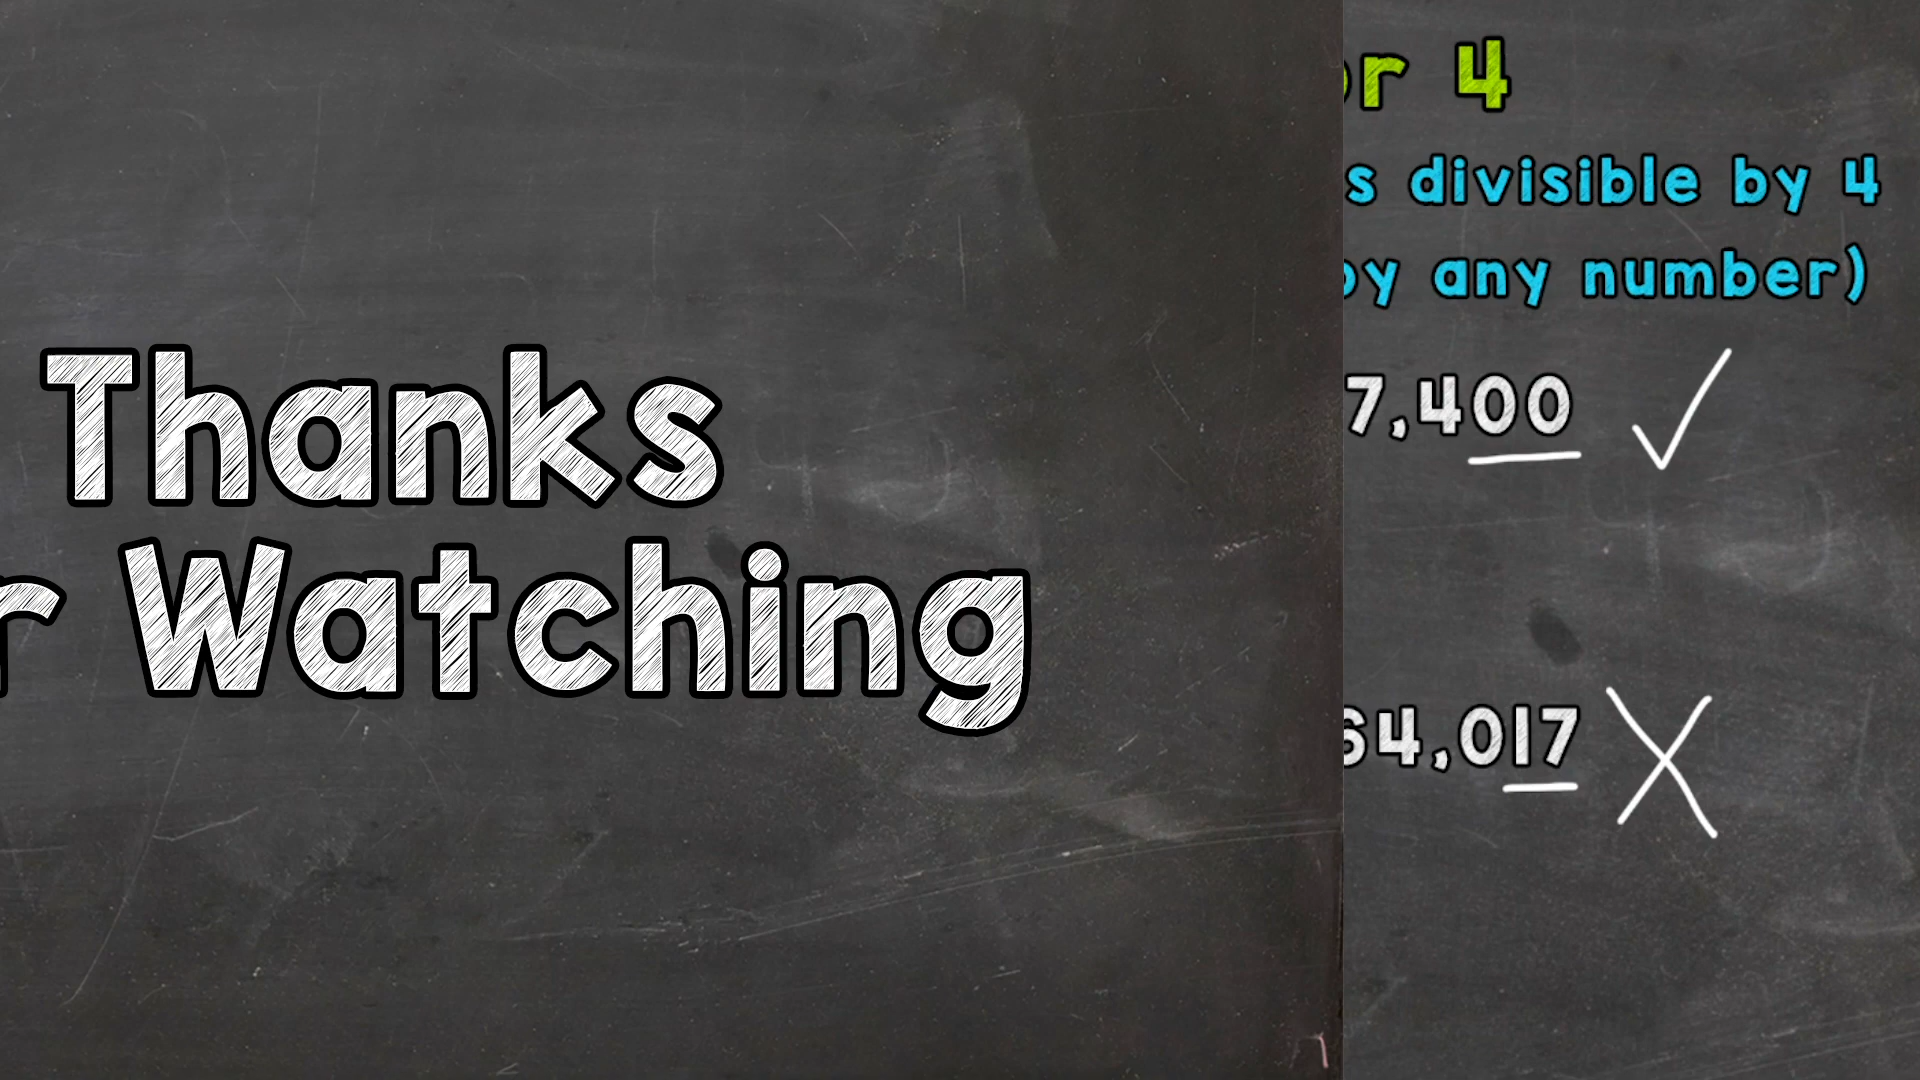 Thanks
Watching
4
divisible by 4
any number)
7,400
64,017